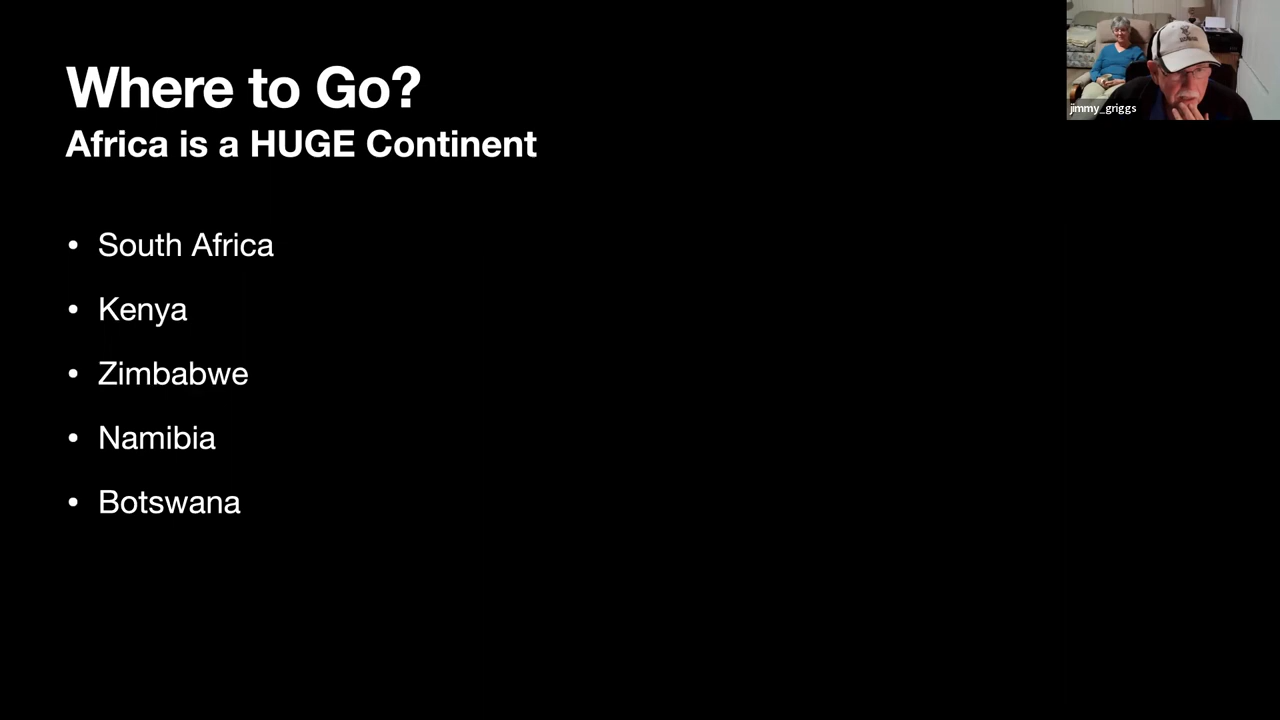 Where to Go?
Africa is a HUGE Continent
• South Africa
• Kenya
• Zimbabwe
• Namibia
• Botswana
jimmy_griggs